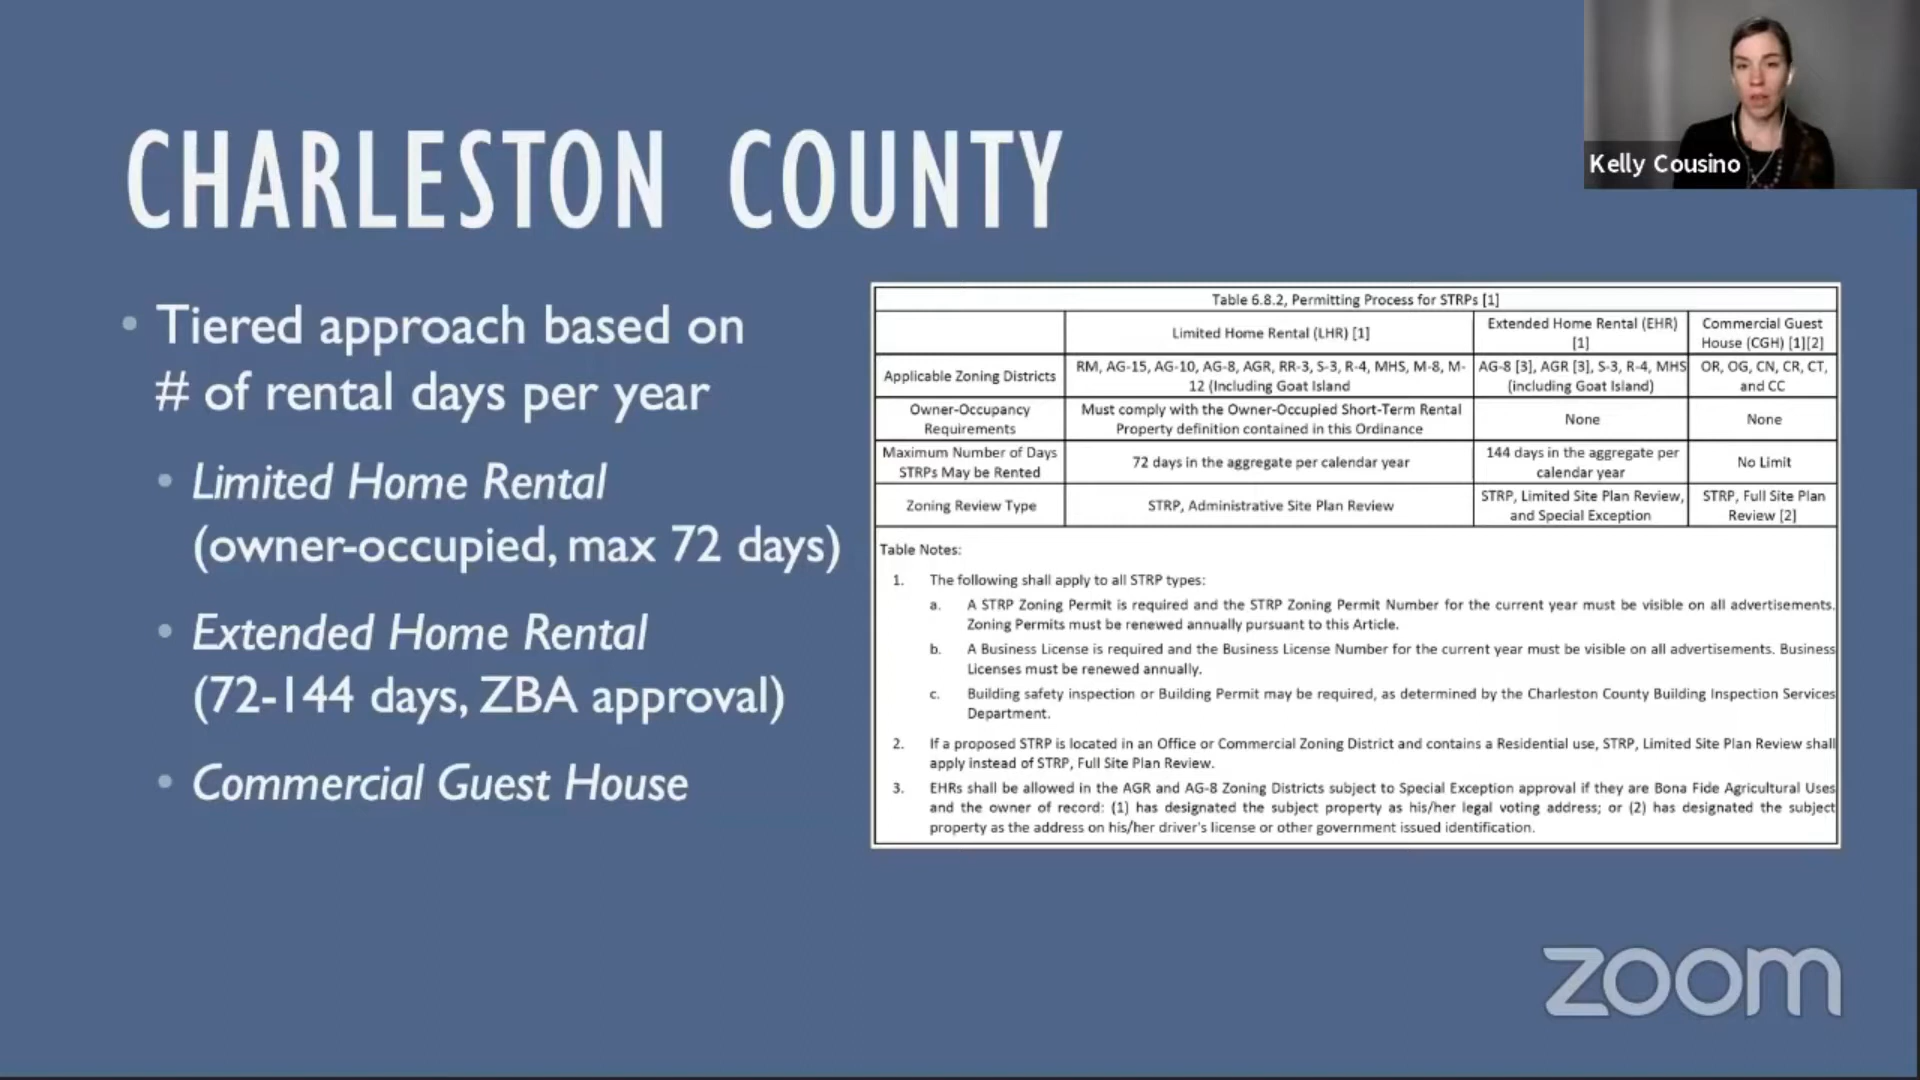 CHARLESTON COUNTY
Kelly Cousino
• Tiered approach based on
# of rental days per year
• Limited Home Rental
(owner-occupied, max 72 days)
• Extended Home Rental
(72-144 days, ZBA approval)
• Commercial Guest House
Table 6.8.2, Permitting Process for STRPs [1]
Limited Home Rental (LHR) [1]
Extended Home Rental (EHR)
[1]
Commercial Guest
House (CGH) [1][2]
Applicable Zoning Districts
RM, AG-15, AG-10, AG-8, AGR, RR-3, S-3, R-4, MHS, M-8, M-
12 (Including Goat Island
AG-8 [3], AGR [3], S-3, R-4, MHS
(including Goat Island)
OR, OG, CN, CR, CT,
and CC
Owner-Occupancy
Requirements
Must comply with the Owner-Occupied Short-Term Rental
Property definition contained in this Ordinance
None
None
Maximum Number of Days
STRPs May be Rented
72 days in the aggregate per calendar year
144 days in the aggregate per
calendar year
No Limit
Zoning Review Type
STRP, Administrative Site Plan Review
STRP, Limited Site Plan Review,
and Special Exception
STRP, Full Site Plan
Review [2]
Table Notes:
1. The following shall apply to all STRP types:
a. A STRP Zoning Permit is required and the STRP Zoning Permit Number for the current year must be visible on all advertisements.
Zoning Permits must be renewed annually pursuant to this Article.
b. A Business License is required and the Business License Number for the current year must be visible on all advertisements. Business
Licenses must be renewed annually.
c. Building safety inspection or Building Permit may be required, as determined by the Charleston County Building Inspection Services
Department.
2. If a proposed STRP is located in an Office or Commercial Zoning District and contains a Residential use, STRP, Limited Site Plan Review shall
apply instead of STRP, Full Site Plan Review.
3. EHRs shall be allowed in the AGR and AG-8 Zoning Districts subject to Special Exception approval if they are Bona Fide Agricultural Uses
and the owner of record: (1) has designated the subject property as his/her legal voting address; or (2) has designated the subject
property as the address on his/her driver's license or other government issued identification.
zoom